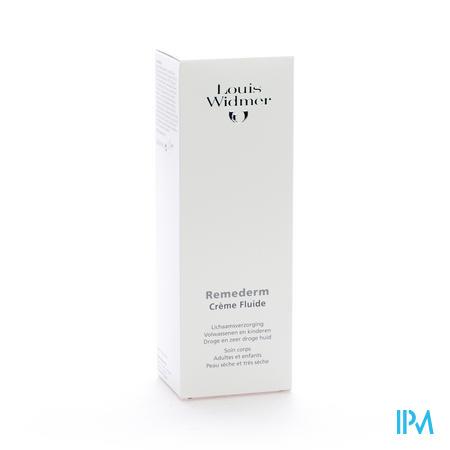 Louis
Widmer
Remederm
Crème Fluide
Lichaamsverzorging
Volwassenen en kinderen
Droge en zeer droge huid
Soin corps
Adultes et enfants
Peau sèche et très sèche
IPM